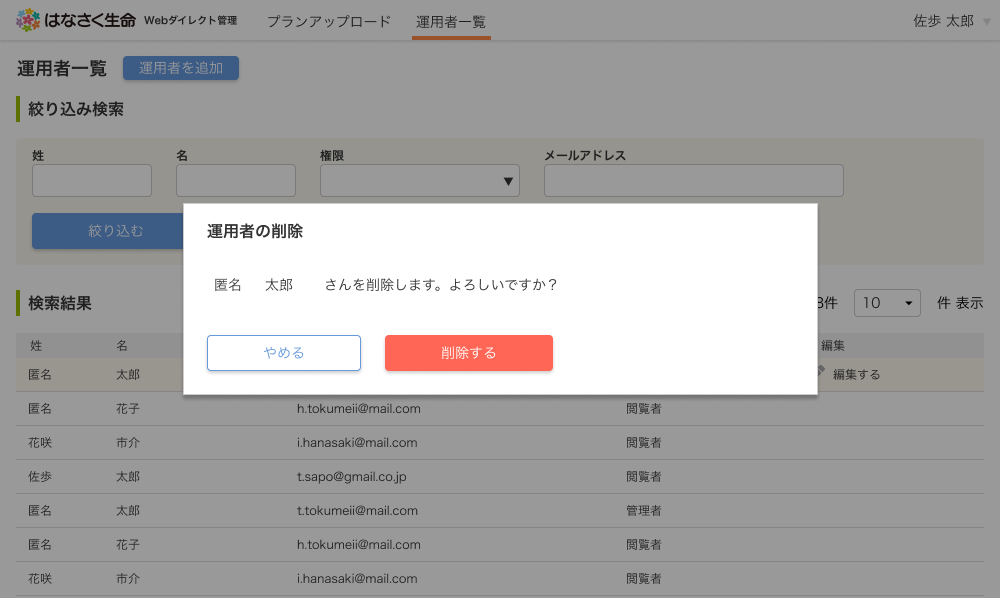 はなさく生命 Webダイレクト管理 プランアップロード 運用者一覧 佐歩 太郎
運用者一覧 運用者を追加
絞り込み検索
姓 名 権限 メールアドレス
絞り込む
運用者の削除
匿名 太郎 さんを削除します。よろしいですか？
やめる 削除する
検索結果 8件 10 件 表示
姓 名 編集
匿名 太郎 編集する
匿名 花子 h.tokumeii@mail.com 閲覧者
花咲 市介 i.hanasaki@mail.com 閲覧者
佐歩 太郎 t.sapo@gmail.co.jp 閲覧者
匿名 太郎 t.tokumeii@mail.com 管理者
匿名 花子 h.tokumeii@mail.com 閲覧者
花咲 市介 i.hanasaki@mail.com 閲覧者